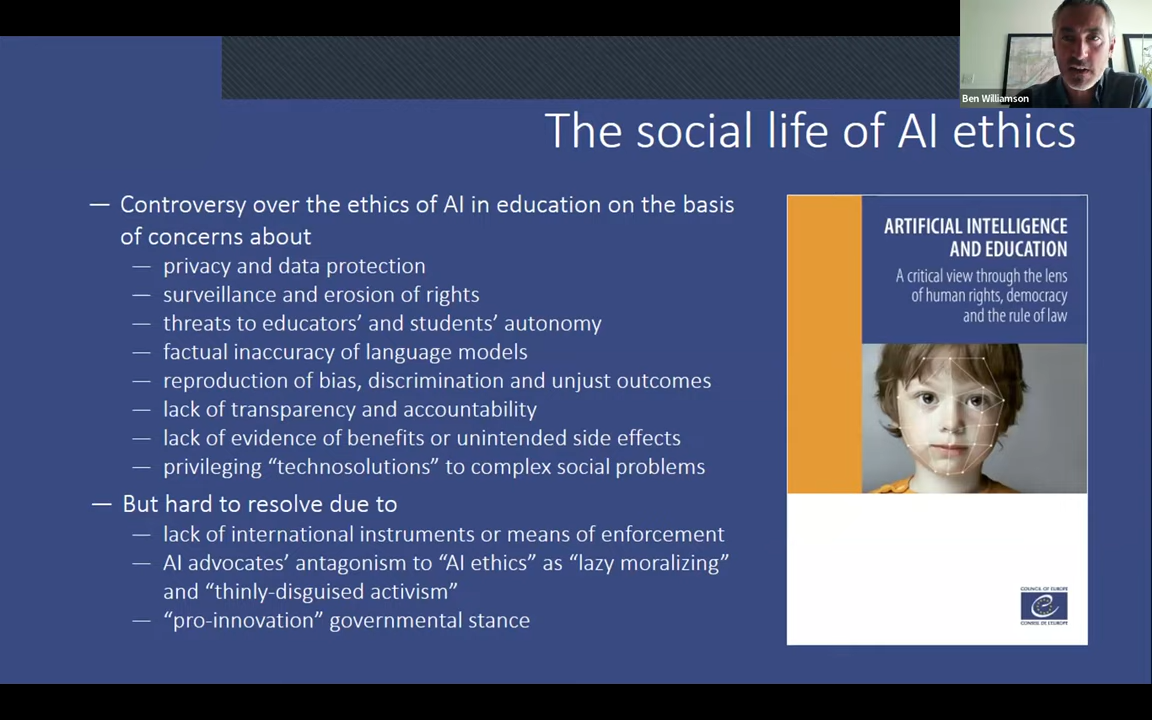 Ben Williamson
The social life of AI ethics
— Controversy over the ethics of AI in education on the basis
of concerns about
— privacy and data protection
— surveillance and erosion of rights
— threats to educators’ and students’ autonomy
— factual inaccuracy of language models
— reproduction of bias, discrimination and unjust outcomes
— lack of transparency and accountability
— lack of evidence of benefits or unintended side effects
— privileging “technosolutions” to complex social problems
— But hard to resolve due to
— lack of international instruments or means of enforcement
— AI advocates’ antagonism to “AI ethics” as “lazy moralizing”
and “thinly-disguised activism”
— “pro-innovation” governmental stance
ARTIFICIAL INTELLIGENCE
AND EDUCATION
A critical view through the lens
of human rights, democracy
and the rule of law
COUNCIL OF EUROPE
CONSEIL DE L'EUROPE